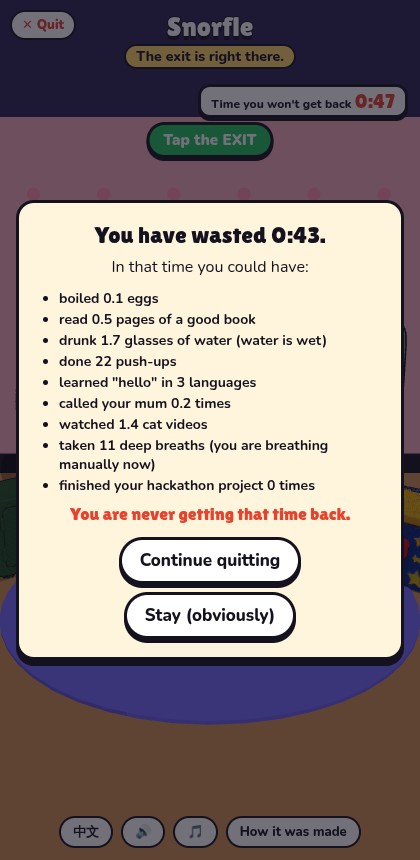 × Quit
Snorfle
The exit is right there.
Time you won't get back 0:47
Tap the EXIT
You have wasted 0:43.
In that time you could have:
• boiled 0.1 eggs
• read 0.5 pages of a good book
• drunk 1.7 glasses of water (water is wet)
• done 22 push-ups
• learned "hello" in 3 languages
• called your mum 0.2 times
• watched 1.4 cat videos
• taken 11 deep breaths (you are breathing
manually now)
• finished your hackathon project 0 times
You are never getting that time back.
Continue quitting
Stay (obviously)
中文
How it was made